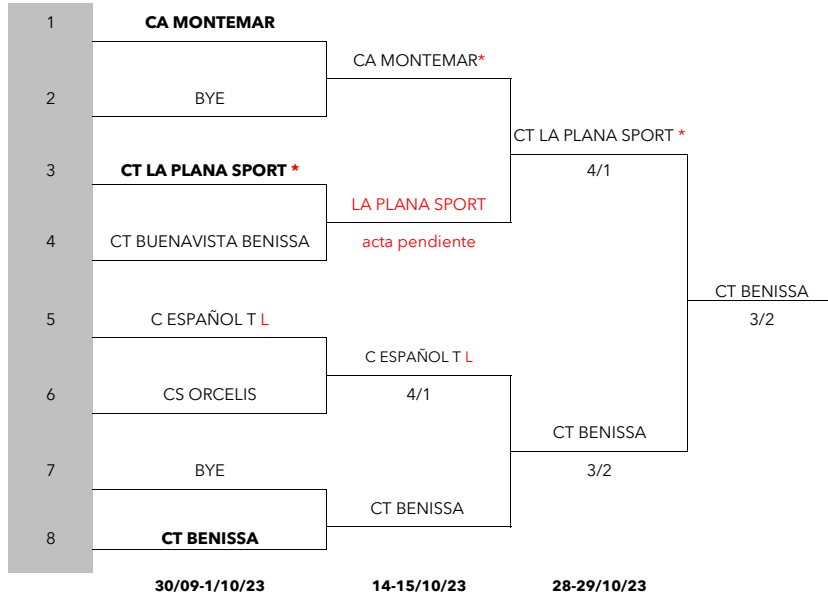 1 CA MONTEMAR
CA MONTEMAR*
2 BYE
CT LA PLANA SPORT *
3 CT LA PLANA SPORT *
4/1
LA PLANA SPORT
4 CT BUENAVISTA BENISSA
acta pendiente
CT BENISSA
5 C ESPAÑOL T L
3/2
C ESPAÑOL T L
6 CS ORCELIS
4/1
CT BENISSA
7 BYE
3/2
CT BENISSA
8 CT BENISSA
30/09-1/10/23 14-15/10/23 28-29/10/23